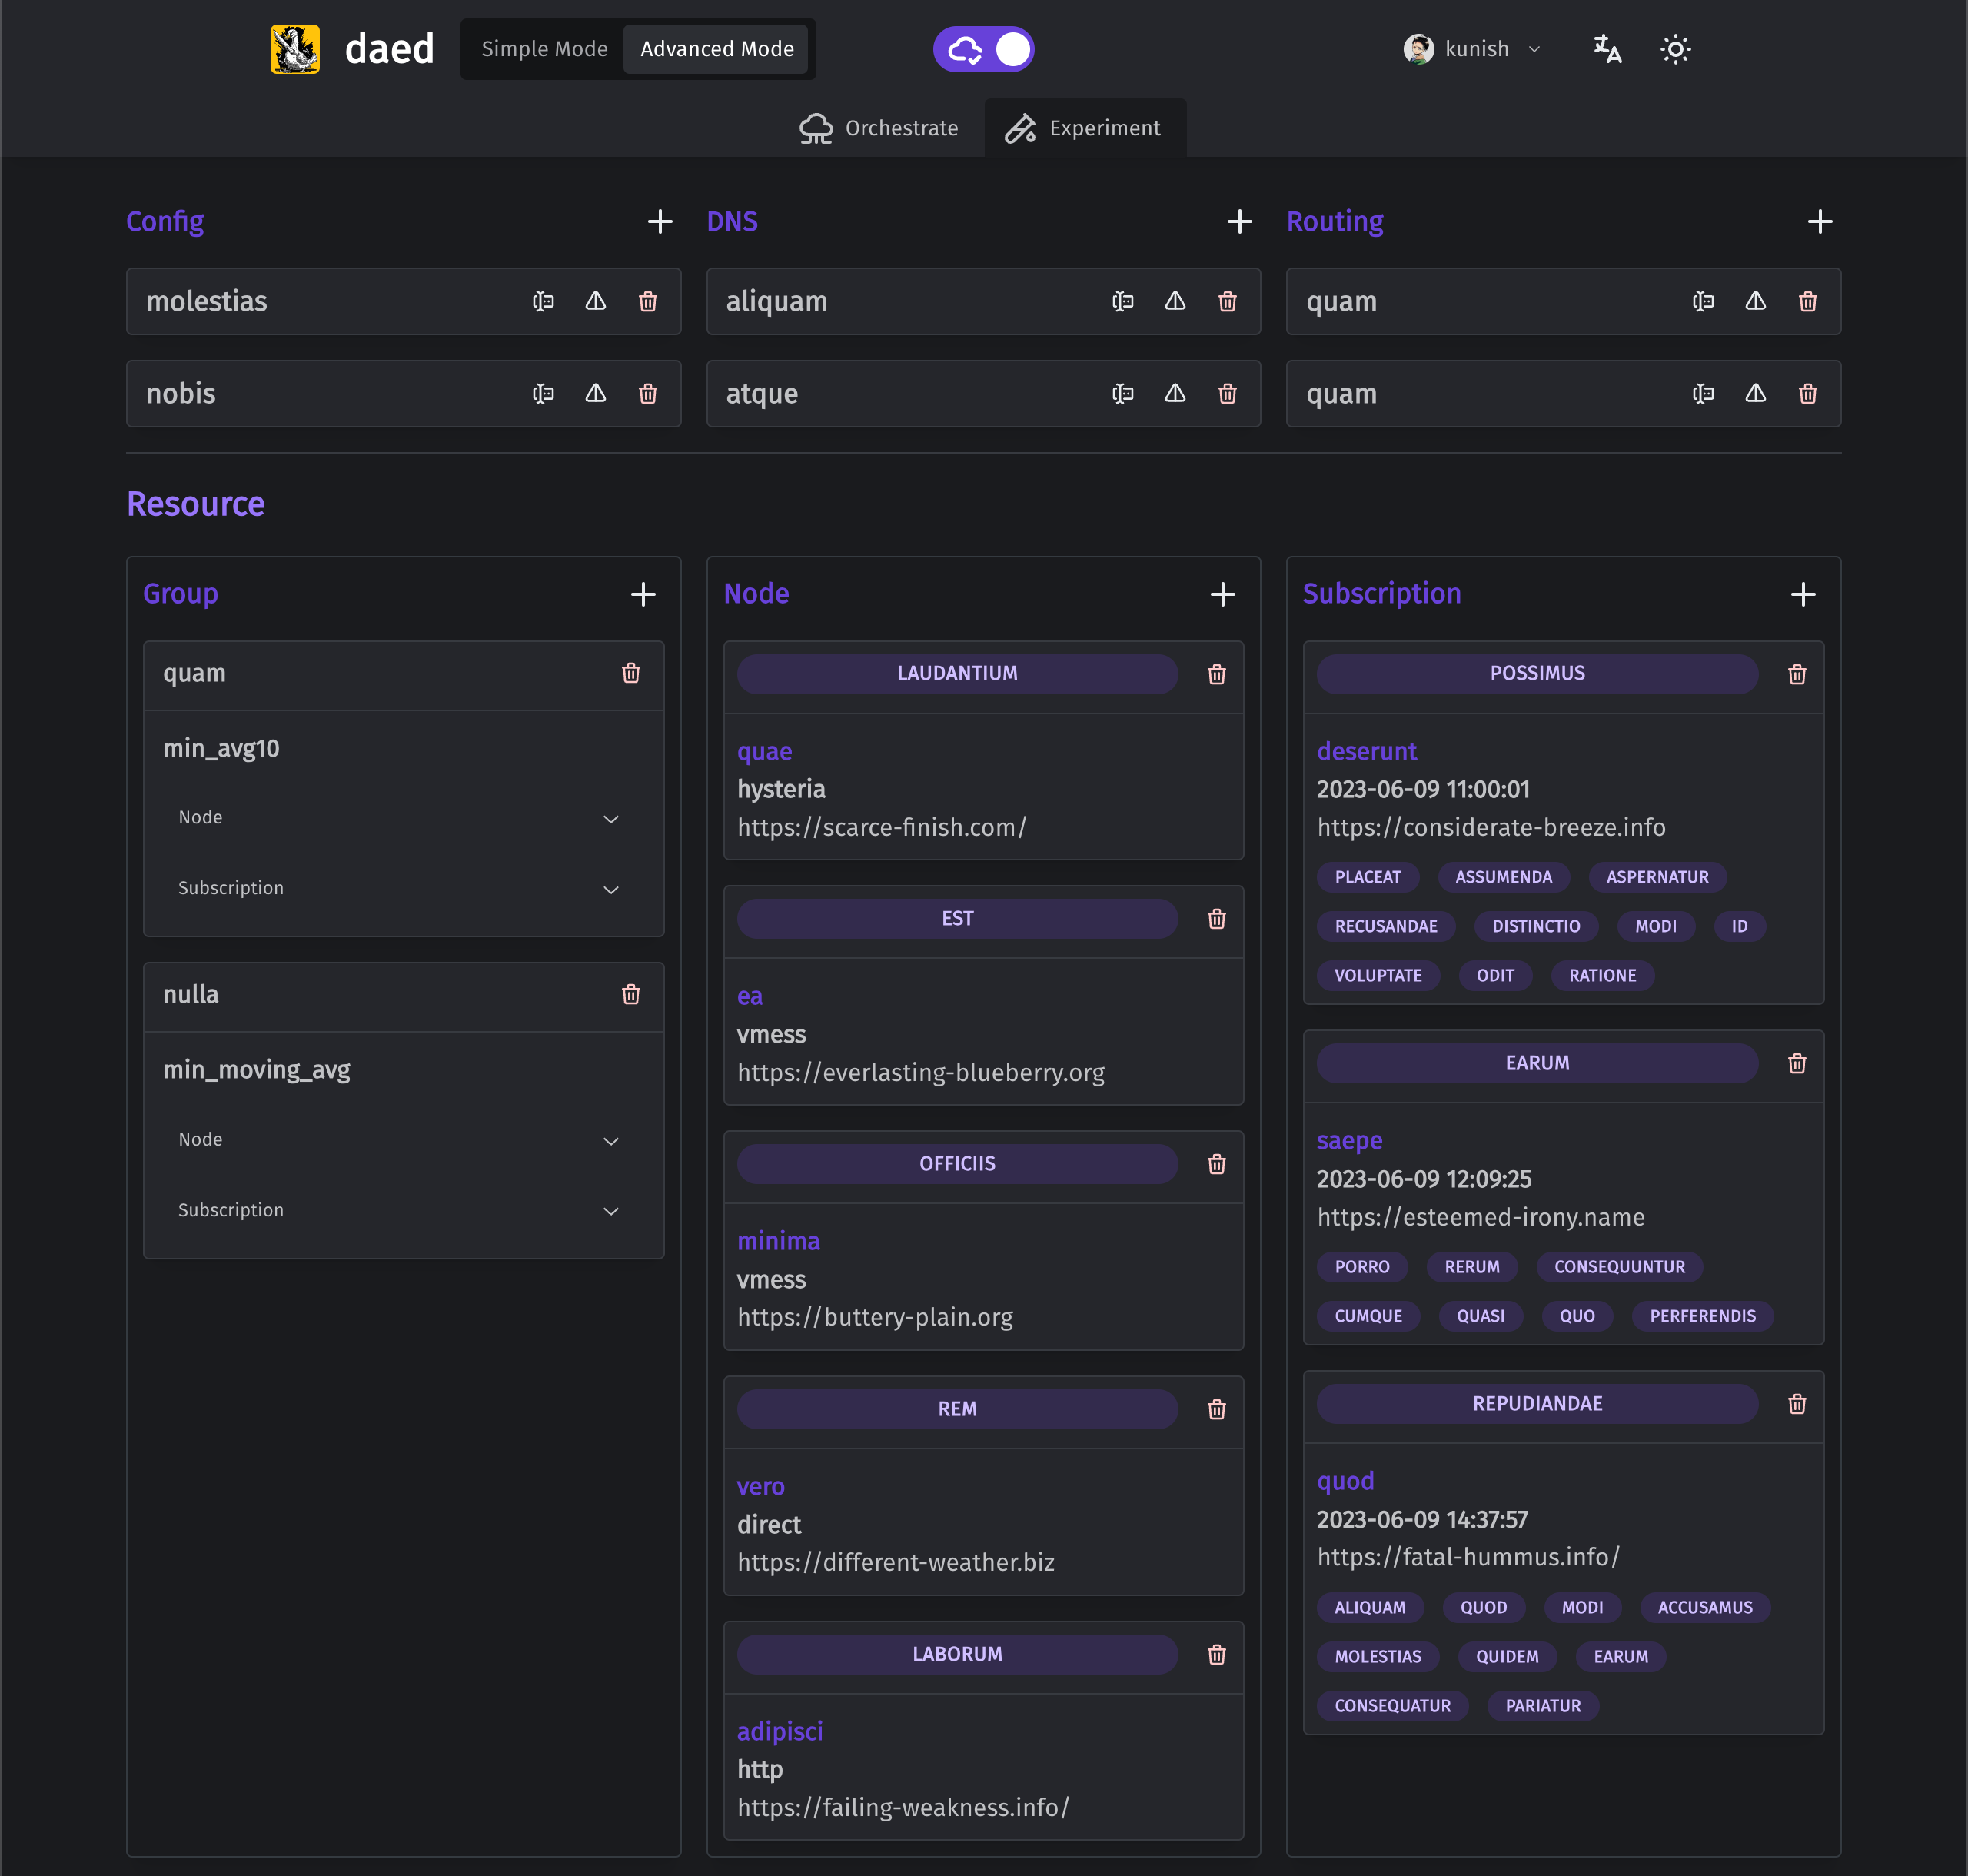 daed
Simple Mode
Advanced Mode
kunish
Orchestrate
Experiment
Config
molestias
nobis
DNS
aliquam
atque
Routing
quam
quam
Resource
Group
quam
min_avg10
Node
Subscription
nulla
min_moving_avg
Node
Subscription
Node
LAUDANTIUM
quae
hysteria
https://scarce-finish.com/
EST
ea
vmess
https://everlasting-blueberry.org
OFFICIIS
minima
vmess
https://buttery-plain.org
REM
vero
direct
https://different-weather.biz
LABORUM
adipisci
http
https://failing-weakness.info/
Subscription
POSSIMUS
deserunt
2023-06-09 11:00:01
https://considerate-breeze.info
PLACEAT ASSUMENDA ASPERNATUR
RECUSANDAE DISTINCTIO MODI ID
VOLUPTATE ODIT RATIONE
EARUM
saepe
2023-06-09 12:09:25
https://esteemed-irony.name
PORRO RERUM CONSEQUUNTUR
CUMQUE QUASI QUO PERFERENDIS
REPUDIANDAE
quod
2023-06-09 14:37:57
https://fatal-hummus.info/
ALIQUAM QUOD MODI ACCUSAMUS
MOLESTIAS QUIDEM EARUM
CONSEQUATUR PARIATUR